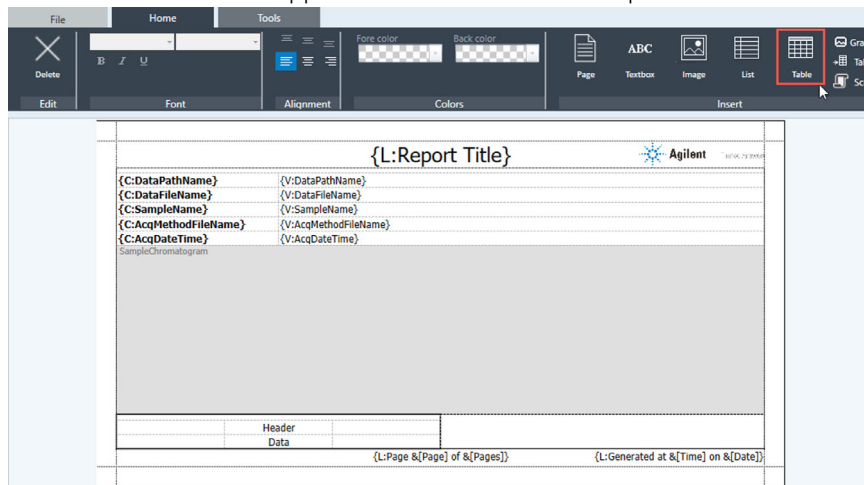 File Home Tools
Fore color Back color
B I U
ABC
Delete Page Textbox Image List Table
Edit Font Alignment Colors Insert
{L:Report Title}
Agilent
{C:DataPathName} {V:DataPathName}
{C:DataFileName} {V:DataFileName}
{C:SampleName} {V:SampleName}
{C:AcqMethodFileName} {V:AcqMethodFileName}
{C:AcqDateTime} {V:AcqDateTime}
SampleChromatogram
Header
Data
{L:Page &[Page] of &[Pages]} {L:Generated at &[Time] on &[Date]}